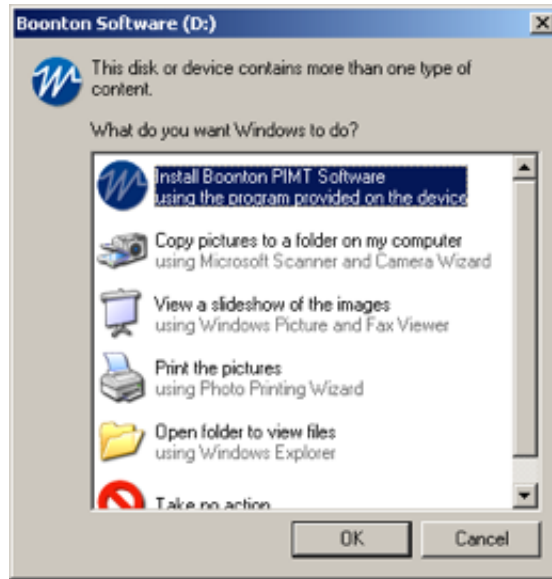 Boonton Software (D:)
This disk or device contains more than one type of
content.
What do you want Windows to do?
Install Boonton PIMT Software
using the program provided on the device
Copy pictures to a folder on my computer
using Microsoft Scanner and Camera Wizard
View a slideshow of the images
using Windows Picture and Fax Viewer
Print the pictures
using Photo Printing Wizard
Open folder to view files
using Windows Explorer
Take no action
OK
Cancel